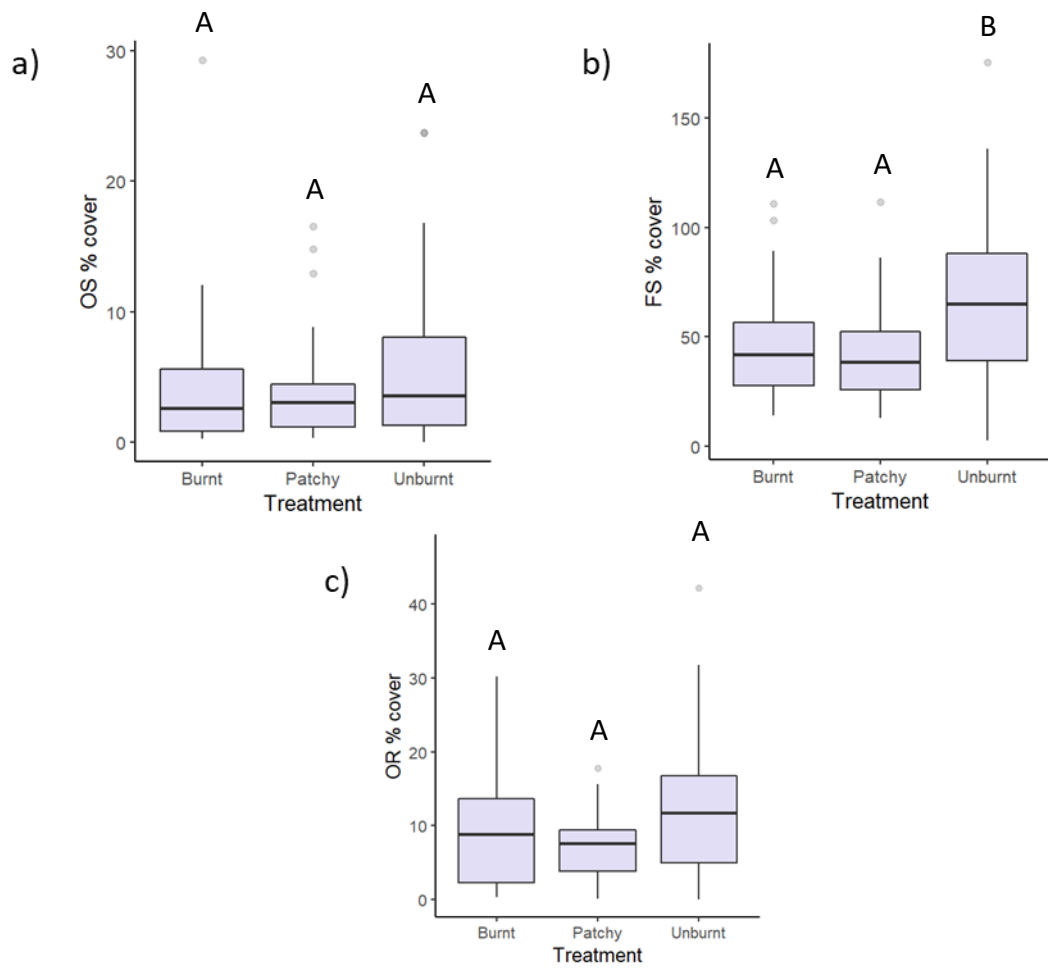 a)
A
A
A
30
20
10
0
OS % cover
Burnt Patchy Unburnt
Treatment
b)
B
A A
150
100
50
0
FS % cover
Burnt Patchy Unburnt
Treatment
c)
A
A
A
40
30
20
10
0
OR % cover
Burnt Patchy Unburnt
Treatment